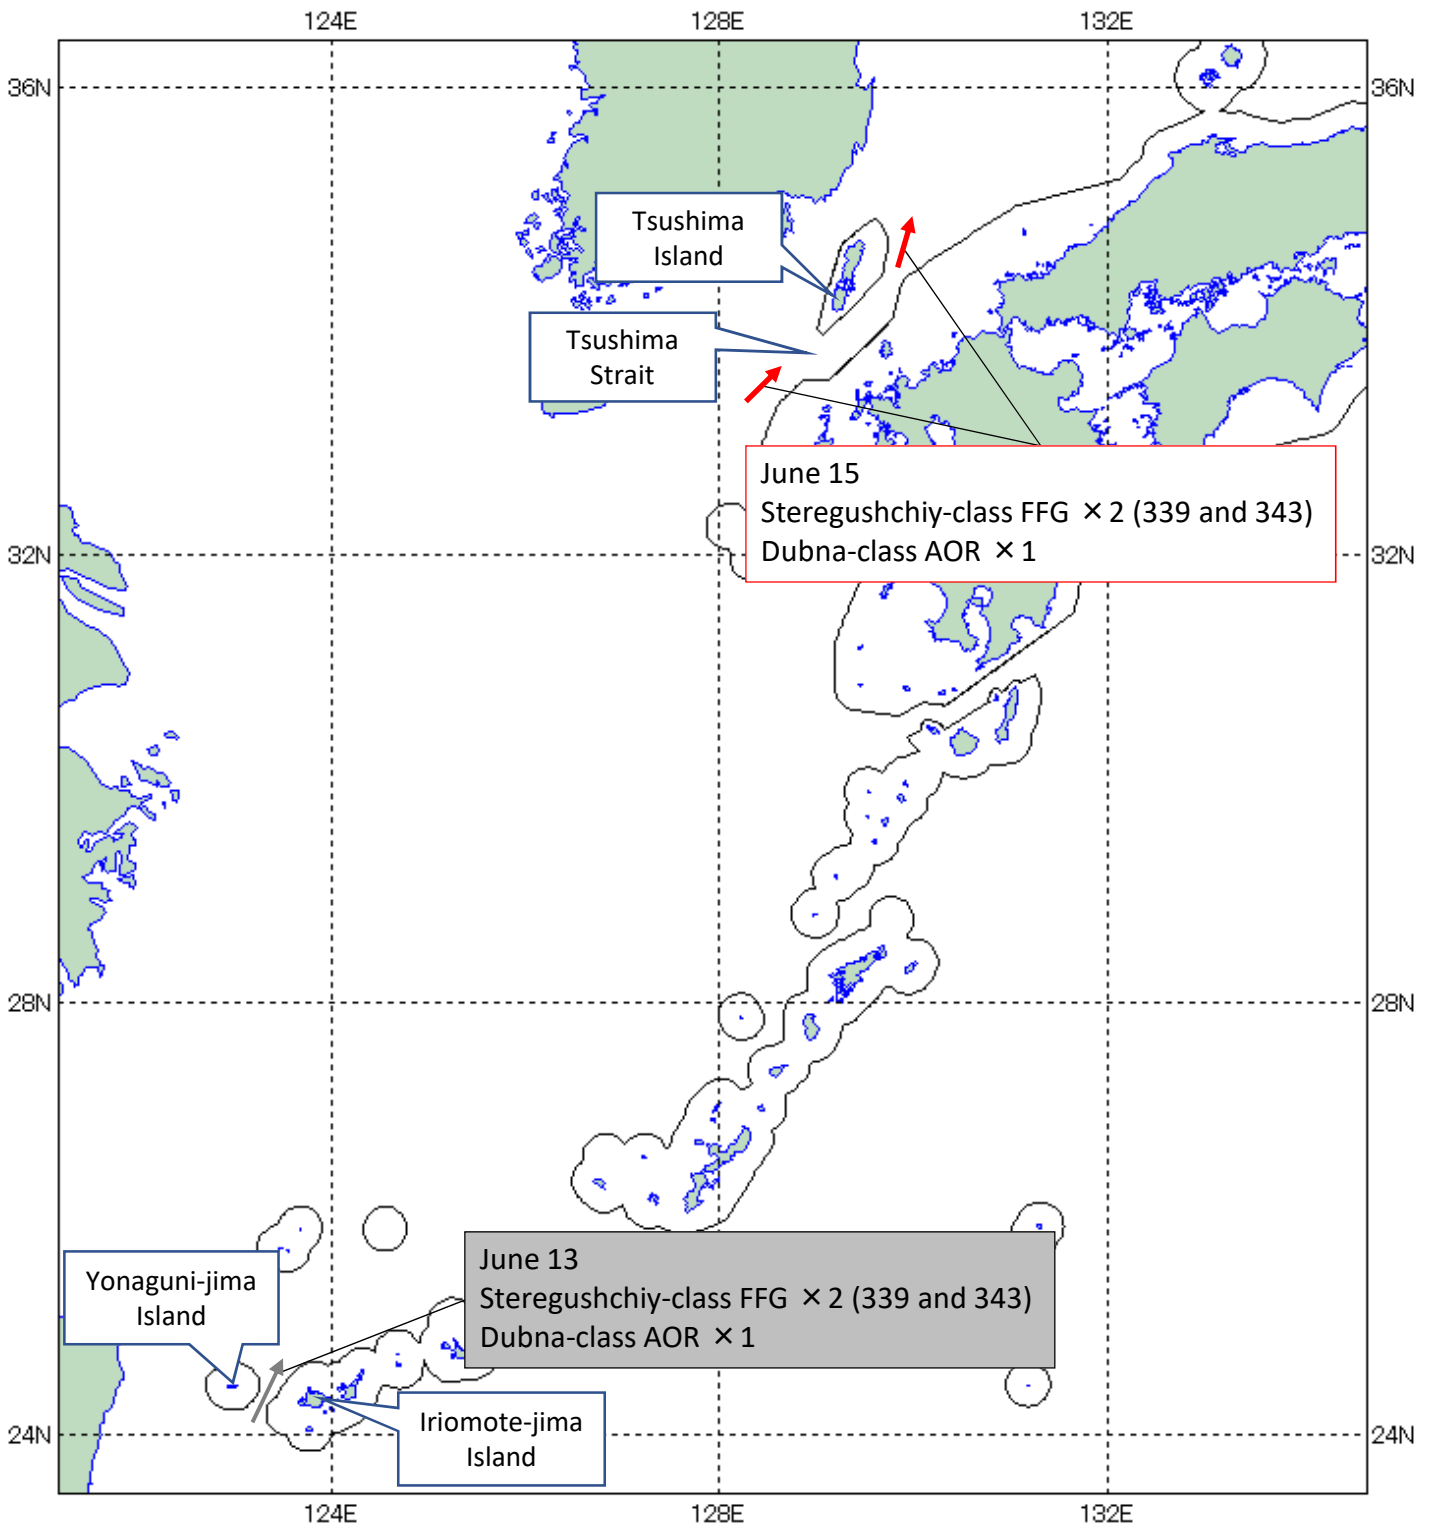 124E
128E
132E
36N
36N
Tsushima
Island
Tsushima
Strait
June 15
Steregushchiy-class FFG ×2 (339 and 343)
Dubna-class AOR ×1
32N
32N
28N
28N
June 13
Steregushchiy-class FFG ×2 (339 and 343)
Dubna-class AOR ×1
Yonaguni-jima
Island
Iriomote-jima
Island
24N
24N
124E
128E
132E